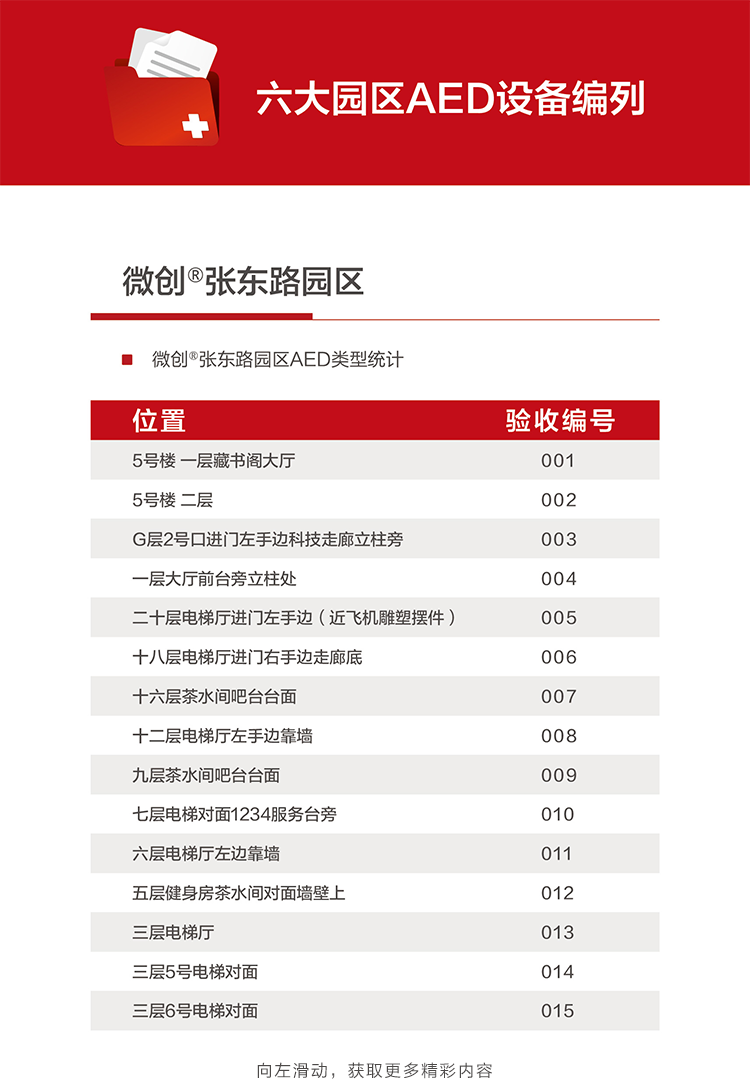 六大园区AED设备编列
微创®张东路园区
微创®张东路园区AED类型统计
位置 验收编号
5号楼 一层藏书阁大厅 001
5号楼 二层 002
G层2号口进门左手边科技走廊立柱旁 003
一层大厅前台旁立柱处 004
二十层电梯厅进门左手边（近飞机雕塑摆件） 005
十八层电梯厅进门右手边走廊底 006
十六层茶水间吧台台面 007
十二层电梯厅左手边靠墙 008
九层茶水间吧台台面 009
七层电梯对面1234服务台旁 010
六层电梯厅左边靠墙 011
五层健身房茶水间对面墙壁上 012
三层电梯厅 013
三层5号电梯对面 014
三层6号电梯对面 015
向左滑动，获取更多精彩内容